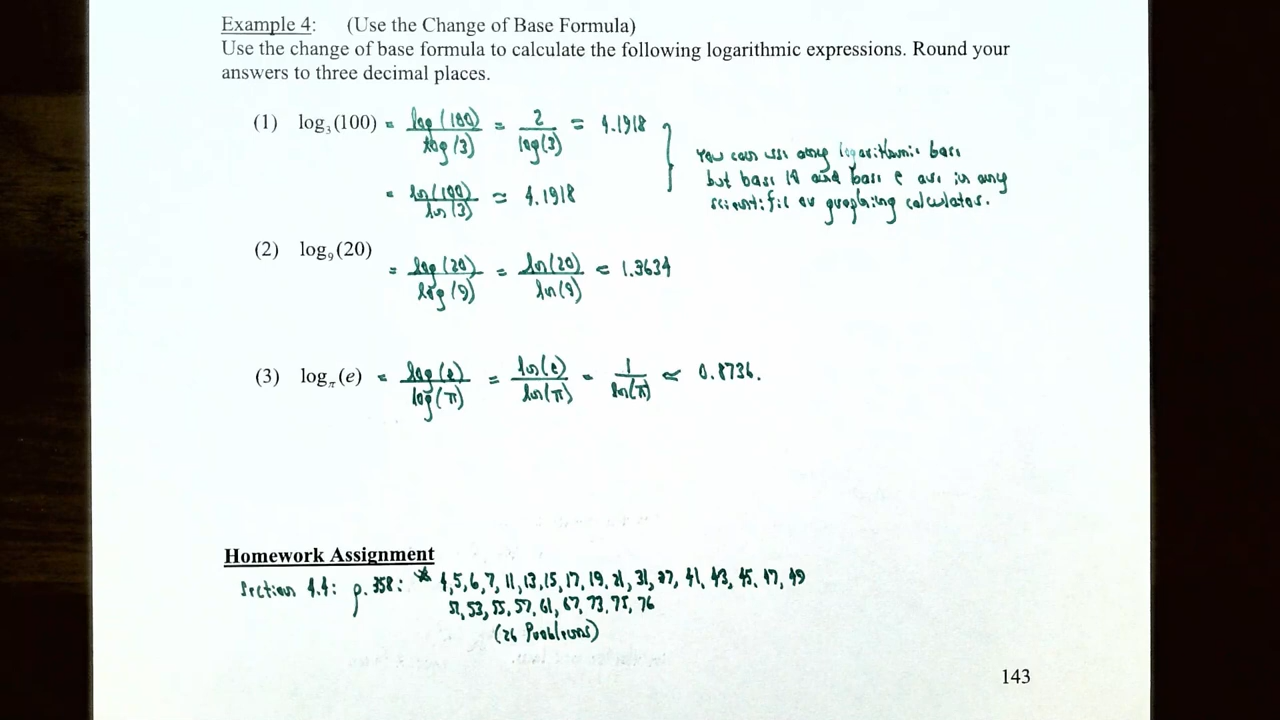 Example 4: (Use the Change of Base Formula)
Use the change of base formula to calculate the following logarithmic expressions. Round your
answers to three decimal places.
(1) log₃(100) = log(100)/log(3) = 2/log(3) ≈ 4.1918
= ln(100)/ln(3) ≈ 4.1918
You can use any logarithmic base
but base 10 and base e are in any
scientific or graphing calculator.
(2) log₉(20)
= log(20)/log(9) = ln(20)/ln(9) ≈ 1.3634
(3) log_π(e) = log(e)/log(π) = ln(e)/ln(π) = 1/ln(π) ≈ 0.8736.
Homework Assignment
Section 4.4: p. 358: * 4,5,6,7,11,13,15,17,19,21,31,37,41,43,45,47,49
51,53,55,57,61,67,73,75,76
(26 Problems)
143